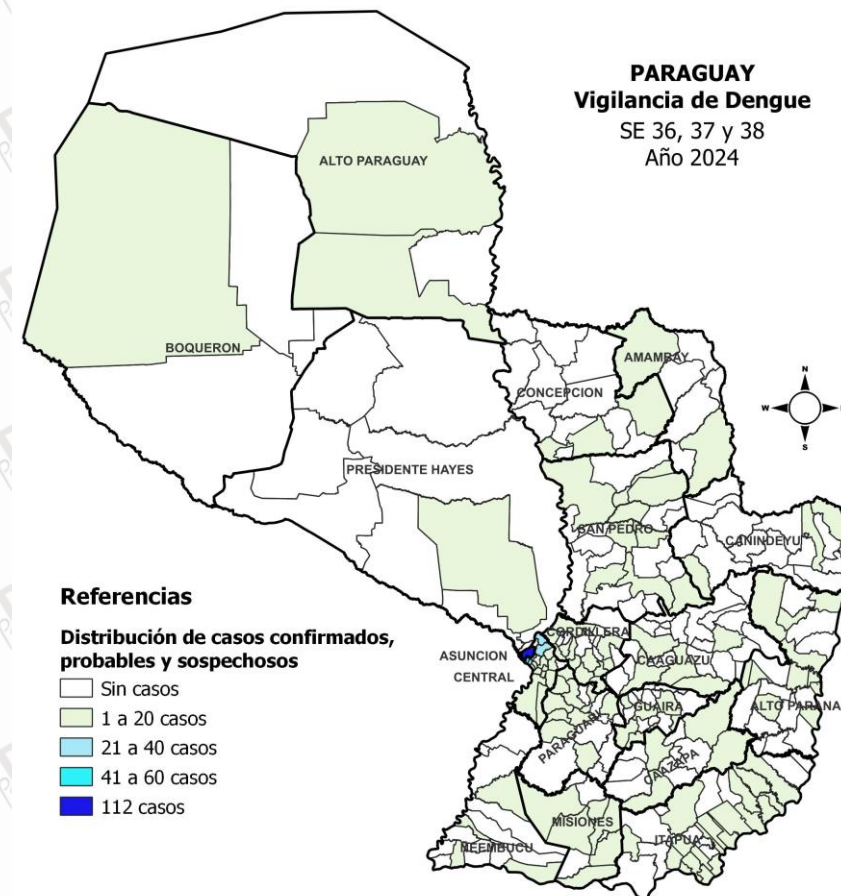 PARAGUAY
Vigilancia de Dengue
SE 36, 37 y 38
Año 2024
ALTO PARAGUAY
BOQUERON
AMAMBAY
CONCEPCION
N
W
S
PRESIDENTE HAYES
SAN PEDRO
CANINDEYU
Referencias
Distribución de casos confirmados,
probables y sospechosos
Sin casos
1 a 20 casos
21 a 40 casos
41 a 60 casos
112 casos
CORDILLERA
ASUNCION
CENTRAL
CAAGUAZU
GUAIRA
ALTO PARANA
PARAGUARI
CAAZAPA
MISIONES
ITAPUA
ÑEEMBUCU